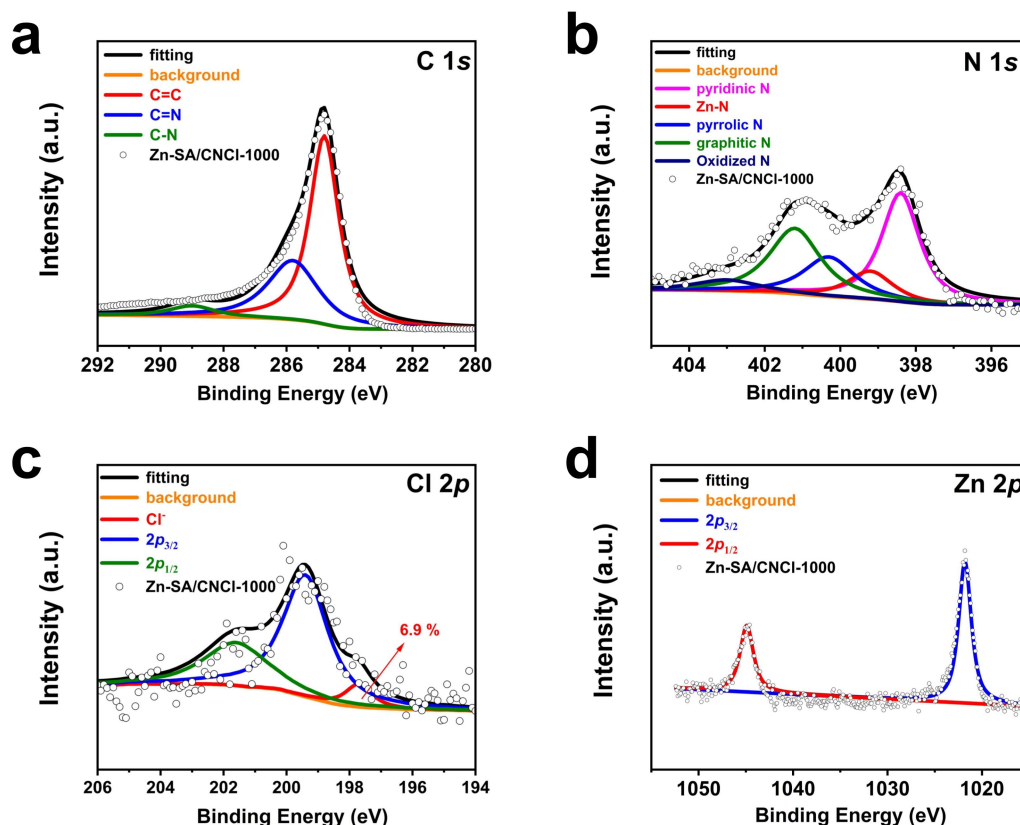 a
C 1s
fitting
background
C=C
C=N
C-N
Zn-SA/CNCl-1000
Intensity (a.u.)
292 290 288 286 284 282 280
Binding Energy (eV)
b
N 1s
fitting
background
pyridinic N
Zn-N
pyrrolic N
graphitic N
Oxidized N
Zn-SA/CNCl-1000
Intensity (a.u.)
404 402 400 398 396
Binding Energy (eV)
c
Cl 2p
fitting
background
Cl⁻
2p₃/₂
2p₁/₂
Zn-SA/CNCl-1000
6.9 %
Intensity (a.u.)
206 204 202 200 198 196 194
Binding Energy (eV)
d
Zn 2p
fitting
background
2p₃/₂
2p₁/₂
Zn-SA/CNCl-1000
Intensity (a.u.)
1050 1040 1030 1020
Binding Energy (eV)